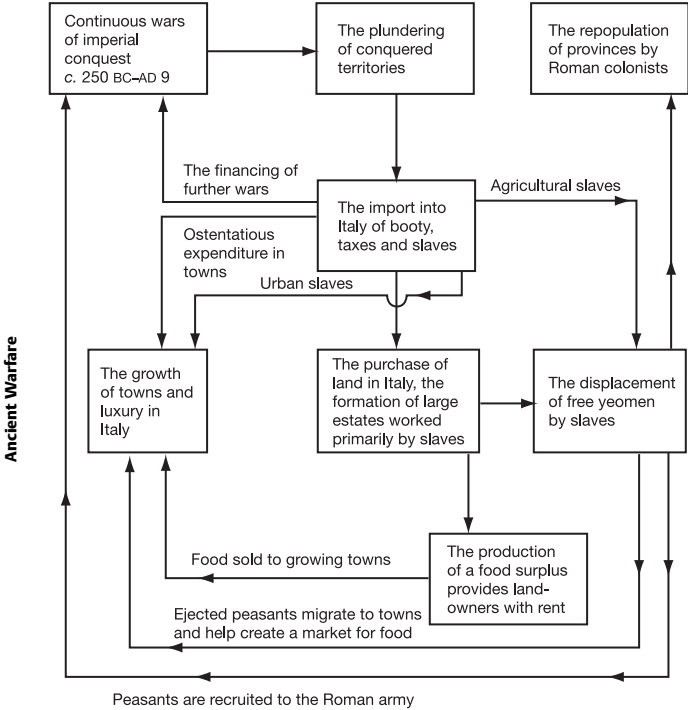 Continuous wars
of imperial
conquest
c. 250 BC–AD 9
The plundering
of conquered
territories
The repopulation
of provinces by
Roman colonists
The financing of
further wars
The import into
Italy of booty,
taxes and slaves
Agricultural slaves
Ostentatious
expenditure in
towns
Urban slaves
The growth
of towns and
luxury in
Italy
The purchase of
land in Italy, the
formation of large
estates worked
primarily by slaves
The displacement
of free yeomen
by slaves
Ancient Warfare
Food sold to growing towns
The production
of a food surplus
provides land-
owners with rent
Ejected peasants migrate to towns
and help create a market for food
Peasants are recruited to the Roman army